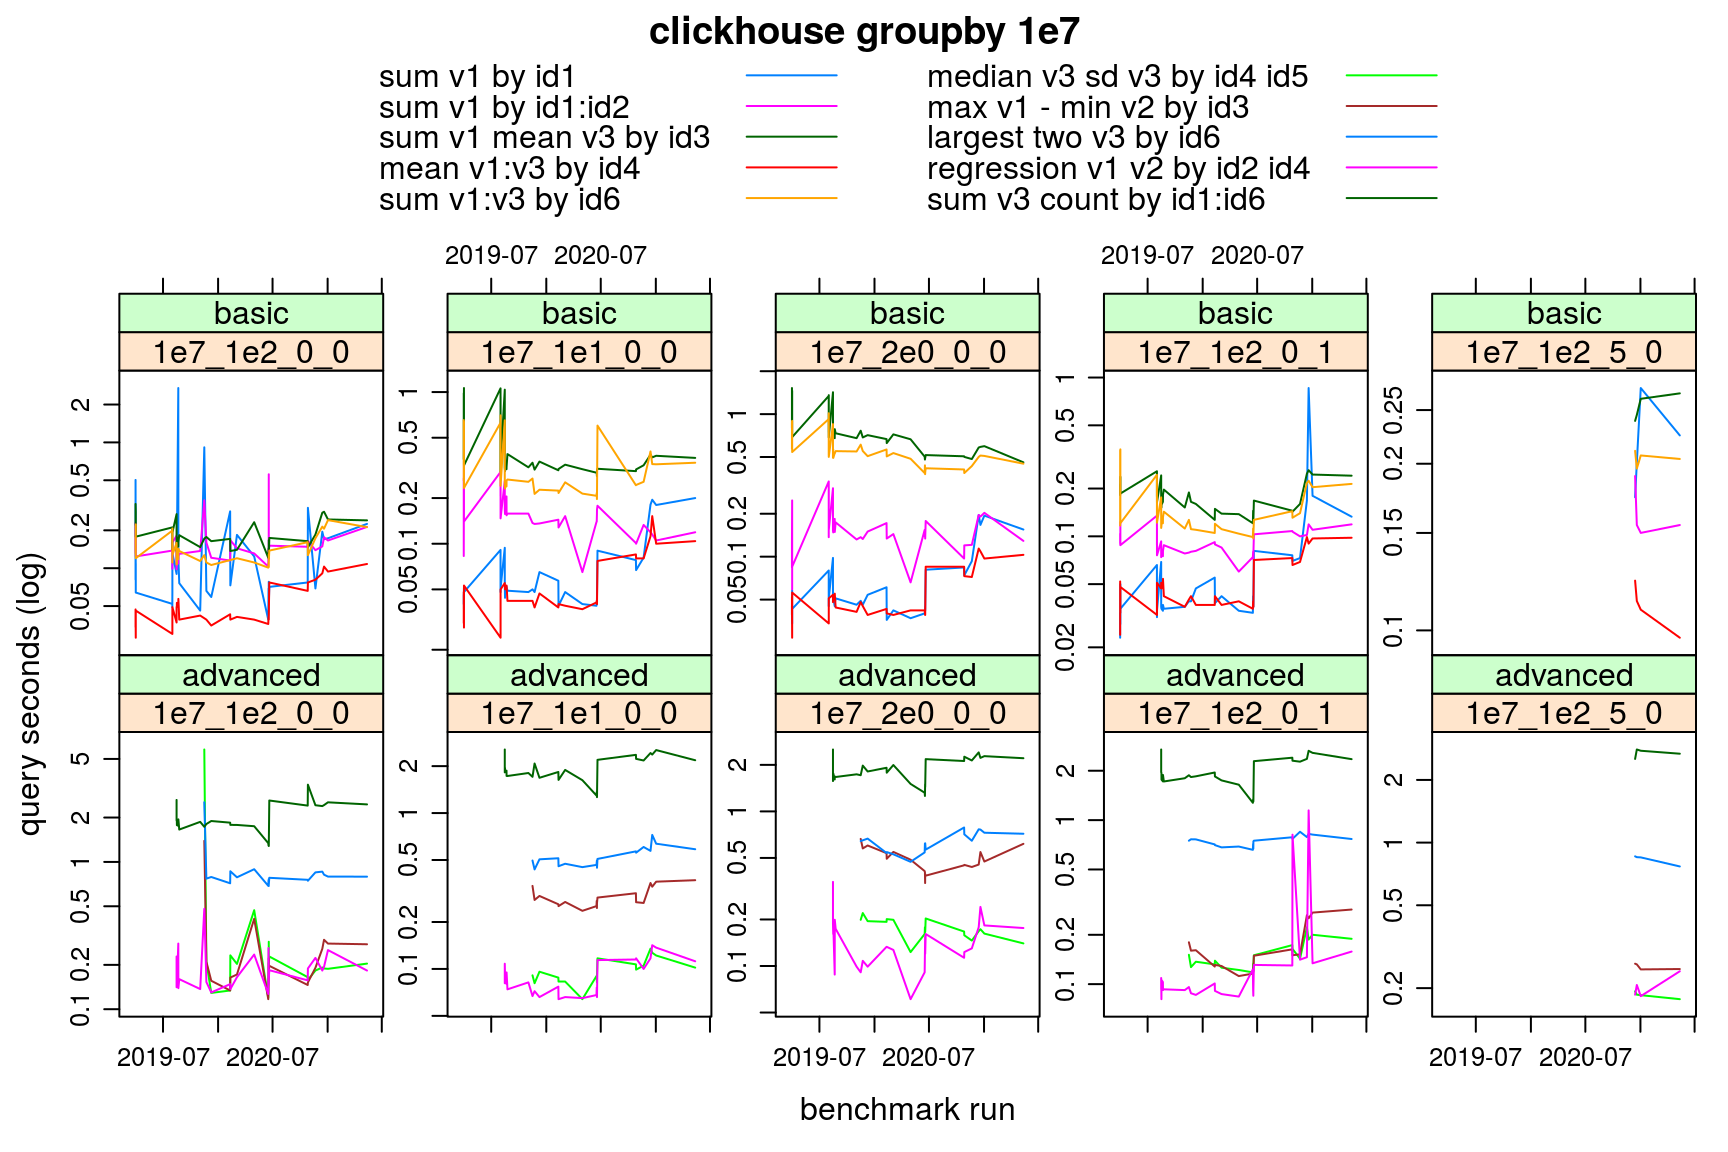 clickhouse groupby 1e7
sum v1 by id1
sum v1 by id1:id2
sum v1 mean v3 by id3
mean v1:v3 by id4
sum v1:v3 by id6
median v3 sd v3 by id4 id5
max v1 - min v2 by id3
largest two v3 by id6
regression v1 v2 by id2 id4
sum v3 count by id1:id6
2019-07 2020-07
2019-07 2020-07
basic
1e7_1e2_0_0
2
1
0.5
0.2
0.05
basic
1e7_1e1_0_0
1
0.5
0.2
0.1
0.05
basic
1e7_2e0_0_0
1
0.5
0.2
0.1
0.05
basic
1e7_1e2_0_1
1
0.5
0.2
0.1
0.05
0.02
basic
1e7_1e2_5_0
0.25
0.2
0.15
0.1
query seconds (log)
advanced
1e7_1e2_0_0
5
2
1
0.5
0.2
0.1
advanced
1e7_1e1_0_0
2
1
0.5
0.2
0.1
advanced
1e7_2e0_0_0
2
1
0.5
0.2
0.1
advanced
1e7_1e2_0_1
2
1
0.5
0.2
0.1
advanced
1e7_1e2_5_0
2
1
0.5
0.2
2019-07 2020-07
2019-07 2020-07
2019-07 2020-07
benchmark run